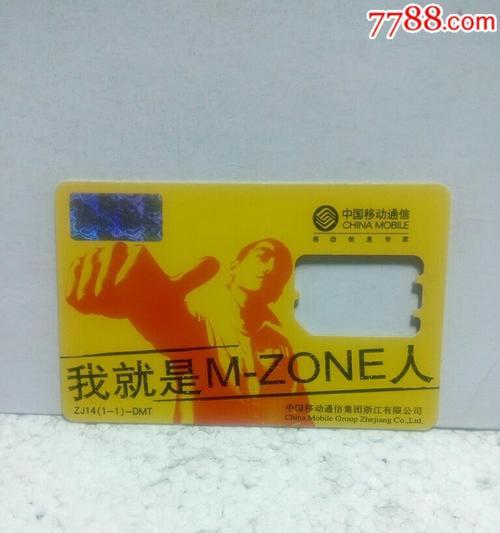 7788.com
中国移动通信
CHINA MOBILE
移动信息专家
我就是M-ZONE人
ZJ14(1-1)-DMT
中国移动通信集团浙江有限公司
China Mobile Group Zhejiang Co.,Ltd.